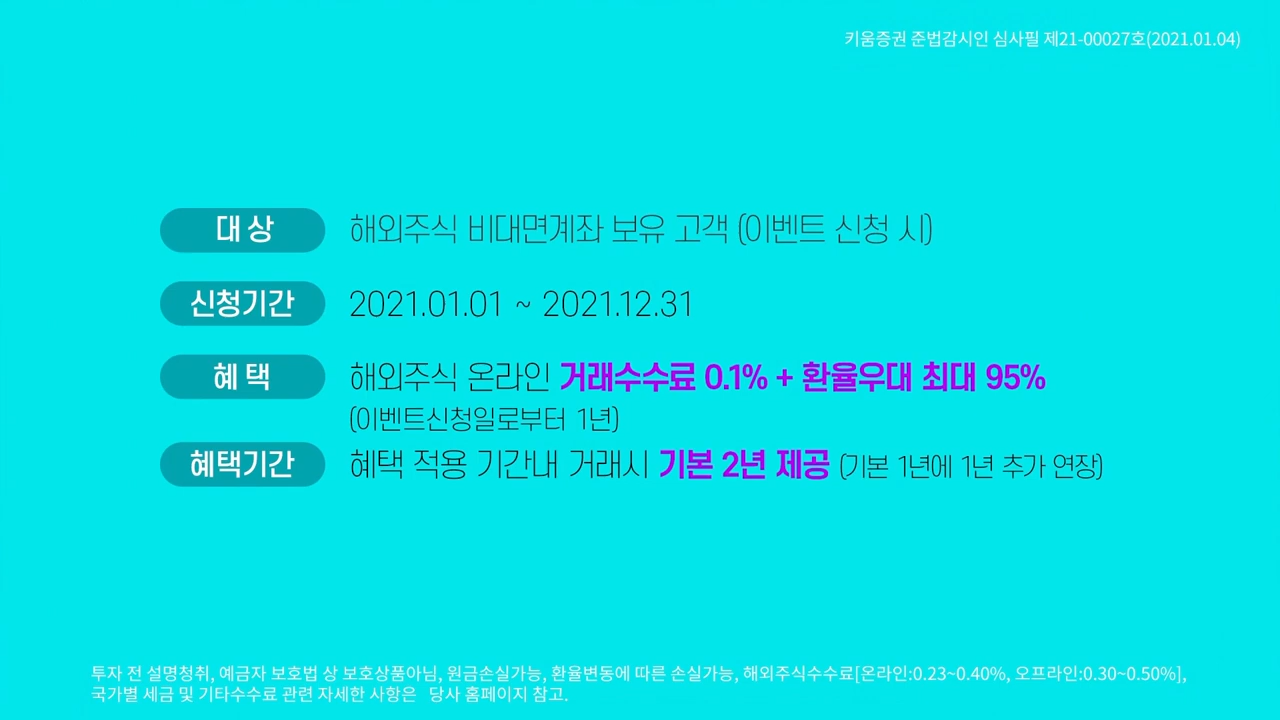 키움증권 준법감시인 심사필 제21-00027호(2021.01.04)
대 상 해외주식 비대면계좌 보유 고객 (이벤트 신청 시)
신청기간 2021.01.01 ~ 2021.12.31
혜 택 해외주식 온라인 거래수수료 0.1% + 환율우대 최대 95%
(이벤트신청일로부터 1년)
혜택기간 혜택 적용 기간내 거래시 기본 2년 제공 (기본 1년에 1년 추가 연장)
투자 전 설명청취, 예금자 보호법 상 보호상품아님, 원금손실가능, 환율변동에 따른 손실가능, 해외주식수수료[온라인:0.23~0.40%, 오프라인:0.30~0.50%],
국가별 세금 및 기타수수료 관련 자세한 사항은 당사 홈페이지 참고.